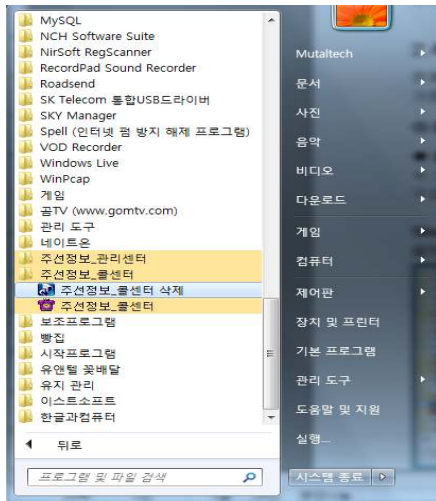 MySQL
NCH Software Suite
NirSoft RegScanner
RecordPad Sound Recorder
Roadsend
SK Telecom 통합USB드라이버
SKY Manager
Spell (인터넷 펌 방지 해제 프로그램)
VOD Recorder
Windows Live
WinPcap
게임
곰TV (www.gomtv.com)
관리 도구
네이트온
주선정보_관리센터
주선정보_콜센터
주선정보_콜센터 삭제
주선정보_콜센터
보조프로그램
빵집
시작프로그램
유앤텔 꽃배달
유지 관리
이스트소프트
한글과컴퓨터
뒤로
프로그램 및 파일 검색
Mutaltech
문서
사진
음악
비디오
다운로드
게임
컴퓨터
제어판
장치 및 프린터
기본 프로그램
관리 도구
도움말 및 지원
실행...
시스템 종료